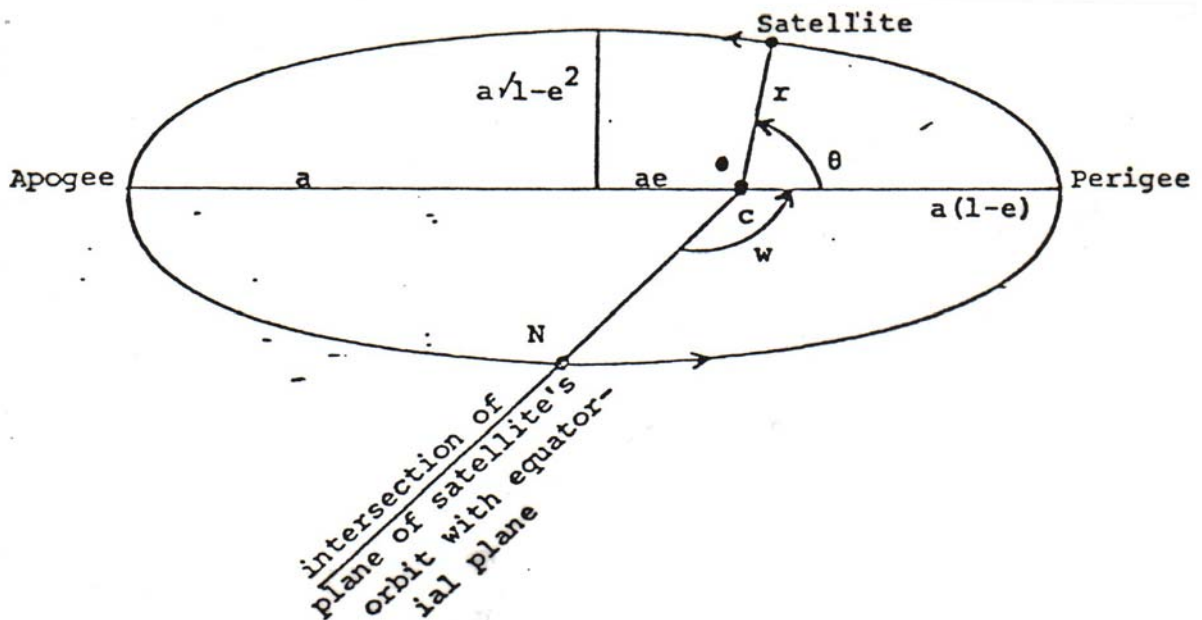 Satellite
a√1-e²
r
θ
Apogee
a
ae
Perigee
c
a(1-e)
w
N
intersection of
plane of satellite's
orbit with equator-
ial plane